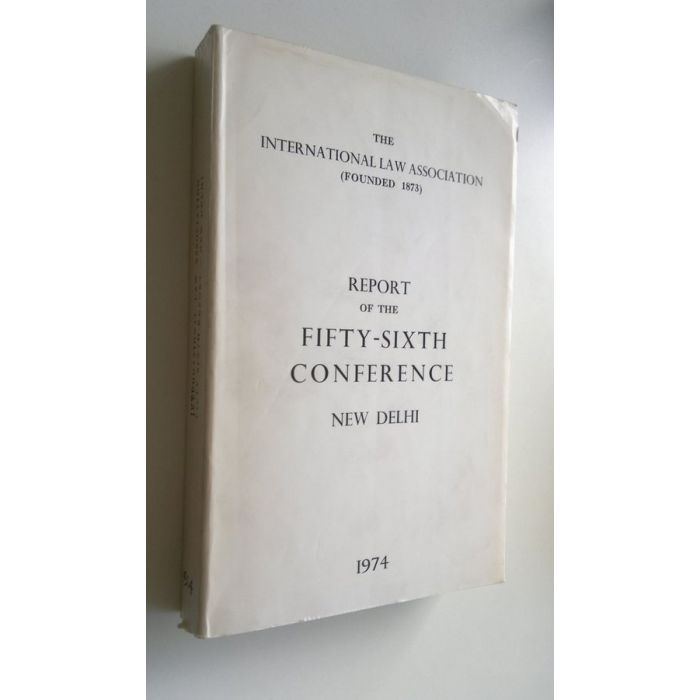 THE
INTERNATIONAL LAW ASSOCIATION
(FOUNDED 1873)
REPORT
OF THE
FIFTY-SIXTH
CONFERENCE
NEW DELHI
1974